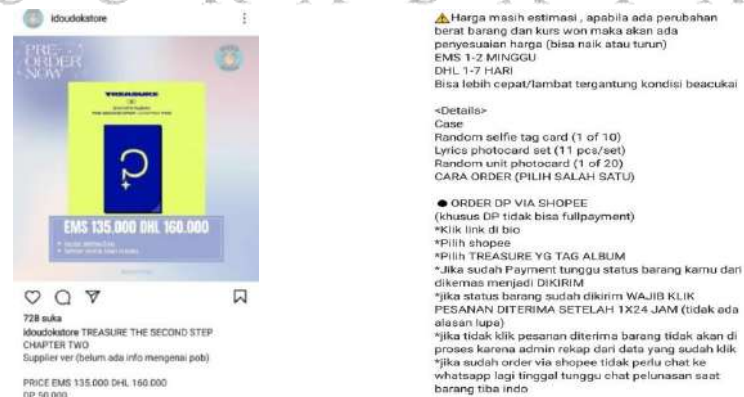 idoudokstore
PRE-
ORDER
NOW
TREASURE
EMS 135.000 DHL 160.000
728 suka
idoudokstore TREASURE THE SECOND STEP
CHAPTER TWO
Supplier ver (belum ada info mengenai pob)
PRICE EMS 135.000 DHL 160.000
DP 50.000
⚠️Harga masih estimasi , apabila ada perubahan
berat barang dan kurs won maka akan ada
penyesuaian harga (bisa naik atau turun)
EMS 1-2 MINGGU
DHL 1-7 HARI
Bisa lebih cepat/lambat tergantung kondisi beacukai
<Details>
Case
Random selfie tag card (1 of 10)
Lyrics photocard set (11 pcs/set)
Random unit photocard (1 of 20)
CARA ORDER (PILIH SALAH SATU)
● ORDER DP VIA SHOPEE
(khusus DP tidak bisa fullpayment)
*Klik link di bio
*Pilih shopee
*Pilih TREASURE YG TAG ALBUM
*Jika sudah Payment tunggu status barang kamu dari
dikemas menjadi DIKIRIM
*jika status barang sudah dikirim WAJIB KLIK
PESANAN DITERIMA SETELAH 1X24 JAM (tidak ada
alasan lupa)
*jika tidak klik pesanan diterima barang tidak akan di
proses karena admin rekap dari data yang sudah klik
*jika sudah order via shopee tidak perlu chat ke
whatsapp lagi tinggal tunggu chat pelunasan saat
barang tiba indo